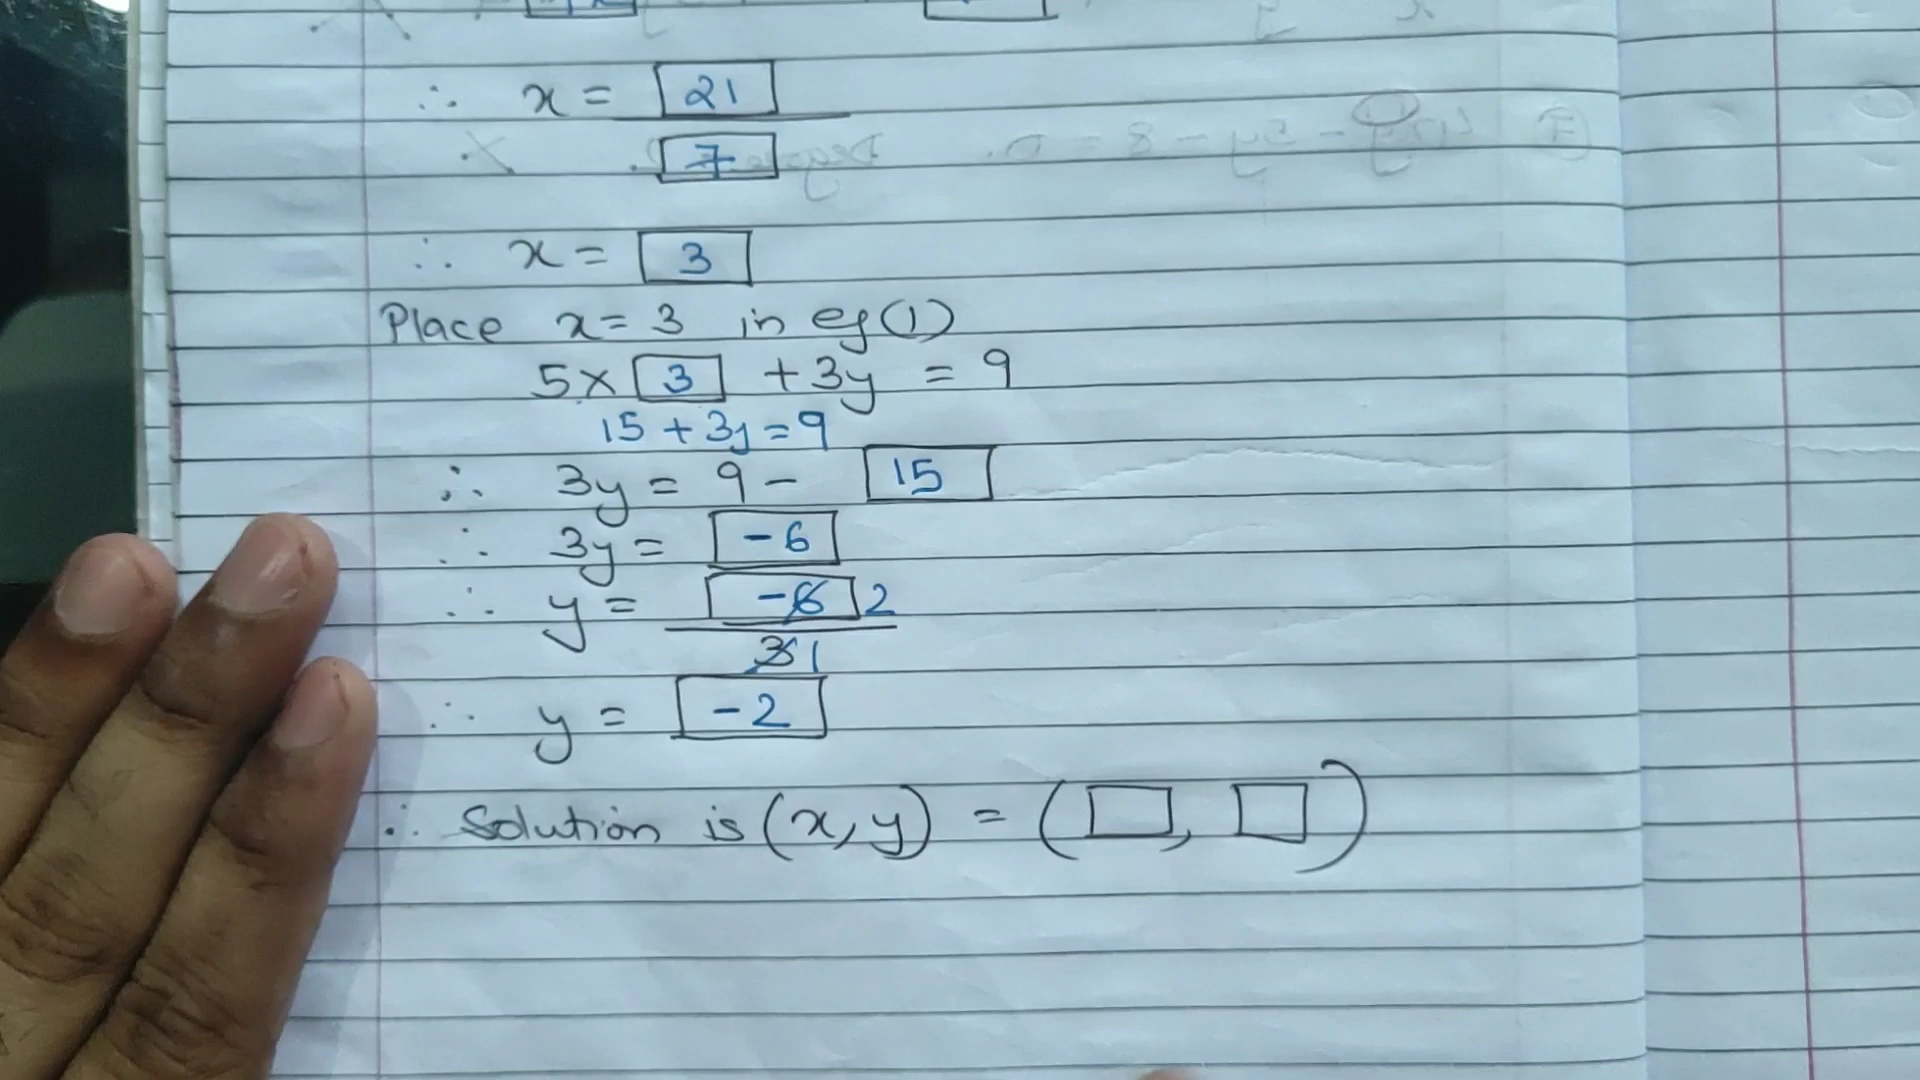 ∴ x = 21
7
∴ x = 3
Place x = 3 in eq (1)
5 × 3 + 3y = 9
15 + 3y = 9
∴ 3y = 9 - 15
∴ 3y = -6
∴ y = -6 2
3 1
∴ y = -2
∴ Solution is (x, y) = (□, □)